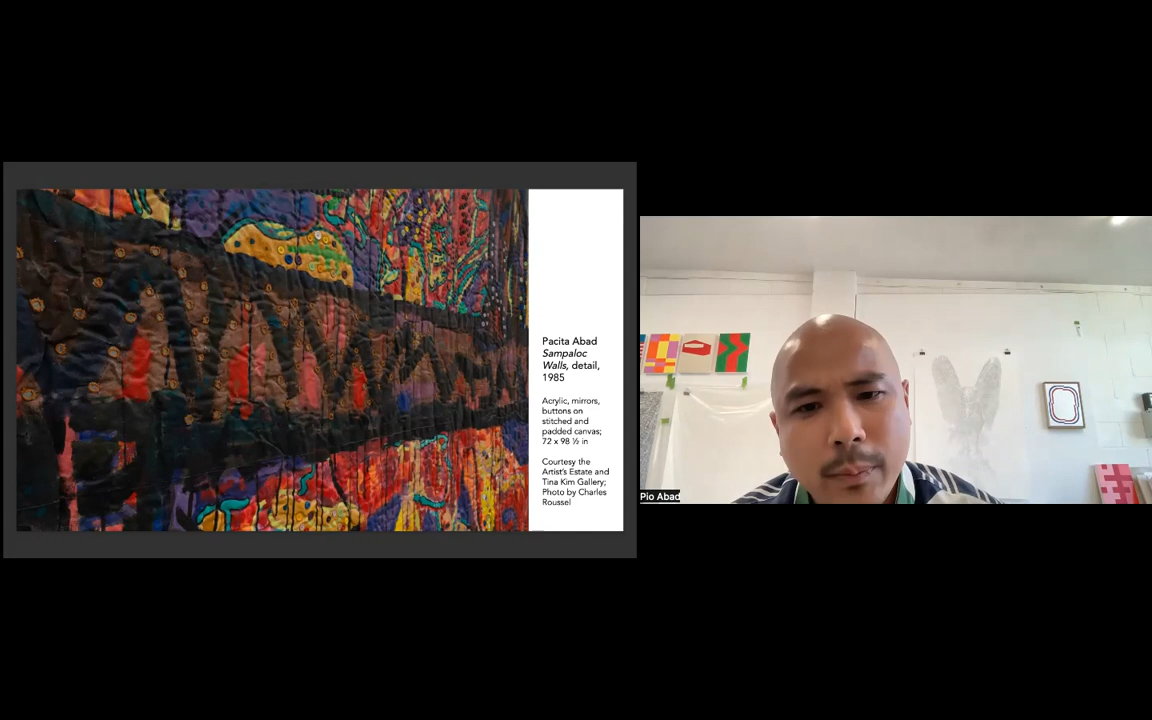 Pacita Abad
Sampaloc
Walls, detail,
1985
Acrylic, mirrors,
buttons on
stitched and
padded canvas;
72 x 98 ½ in
Courtesy the
Artist's Estate and
Tina Kim Gallery;
Photo by Charles
Roussel
Pio Abad